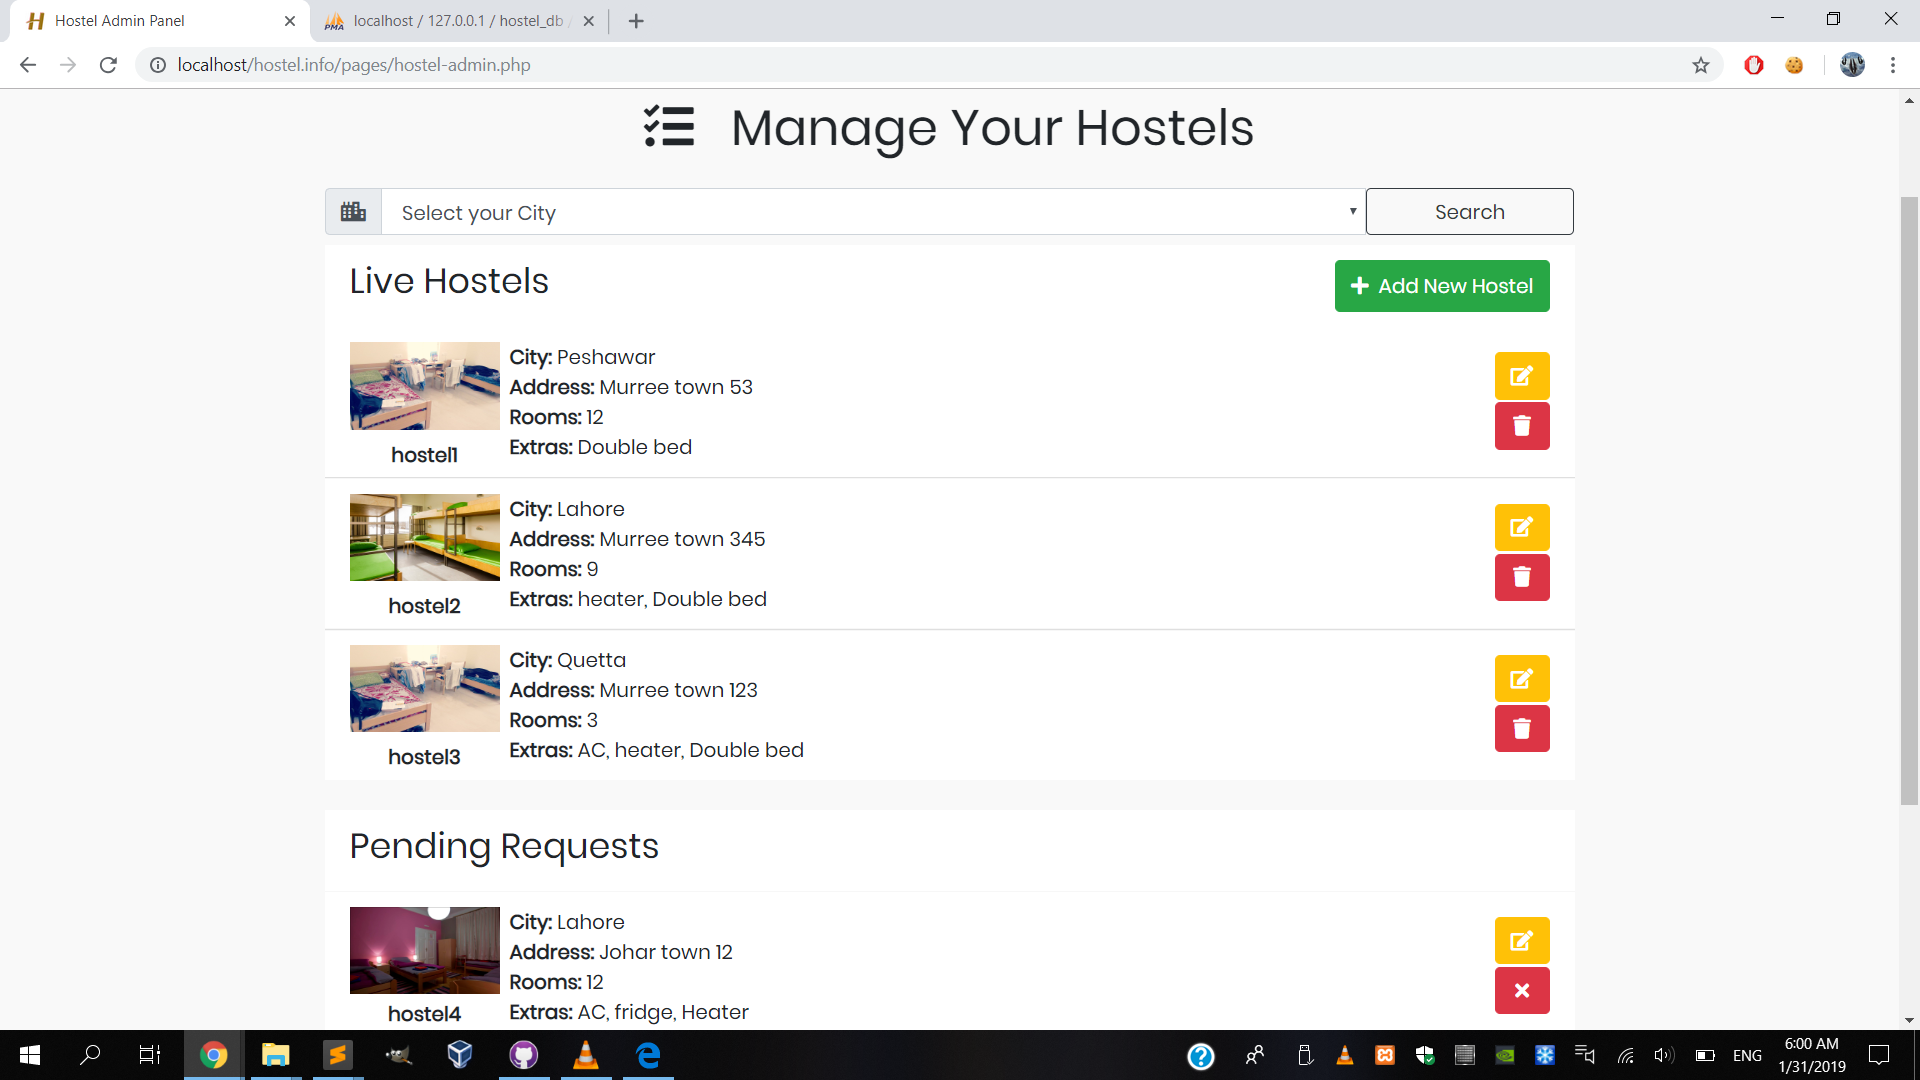 Hostel Admin Panel
localhost / 127.0.0.1 / hostel_db /
localhost/hostel.info/pages/hostel-admin.php
Manage Your Hostels
Select your City
Search
Live Hostels
Add New Hostel
City: Peshawar
Address: Murree town 53
Rooms: 12
Extras: Double bed
hostel1
City: Lahore
Address: Murree town 345
Rooms: 9
Extras: heater, Double bed
hostel2
City: Quetta
Address: Murree town 123
Rooms: 3
Extras: AC, heater, Double bed
hostel3
Pending Requests
City: Lahore
Address: Johar town 12
Rooms: 12
Extras: AC, fridge, Heater
hostel4
ENG
6:00 AM
1/31/2019